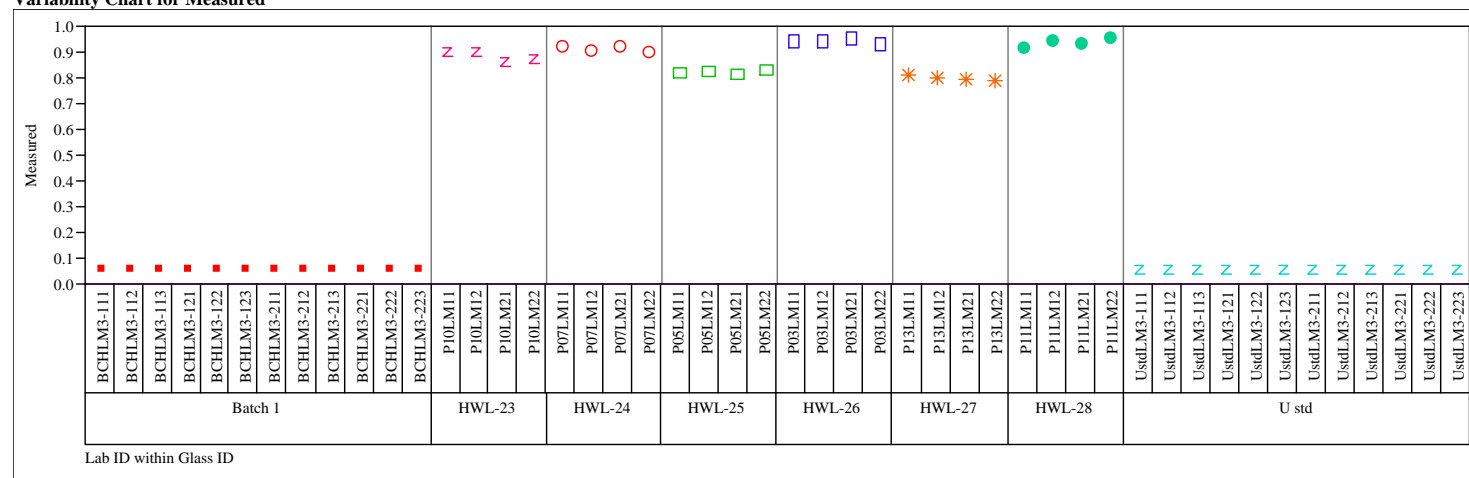 Variability Chart for Measured
Measured
1.0
0.9
0.8
0.7
0.6
0.5
0.4
0.3
0.2
0.1
0.0
BCHLM3-111
BCHLM3-112
BCHLM3-113
BCHLM3-121
BCHLM3-122
BCHLM3-123
BCHLM3-211
BCHLM3-212
BCHLM3-213
BCHLM3-221
BCHLM3-222
BCHLM3-223
P10LM11
P10LM12
P10LM21
P10LM22
P07LM11
P07LM12
P07LM21
P07LM22
P05LM11
P05LM12
P05LM21
P05LM22
P03LM11
P03LM12
P03LM21
P03LM22
P13LM11
P13LM12
P13LM21
P13LM22
P11LM11
P11LM12
P11LM21
P11LM22
UstdLM3-111
UstdLM3-112
UstdLM3-113
UstdLM3-121
UstdLM3-122
UstdLM3-123
UstdLM3-211
UstdLM3-212
UstdLM3-213
UstdLM3-221
UstdLM3-222
UstdLM3-223
Batch 1 HWL-23 HWL-24 HWL-25 HWL-26 HWL-27 HWL-28 U std
Lab ID within Glass ID